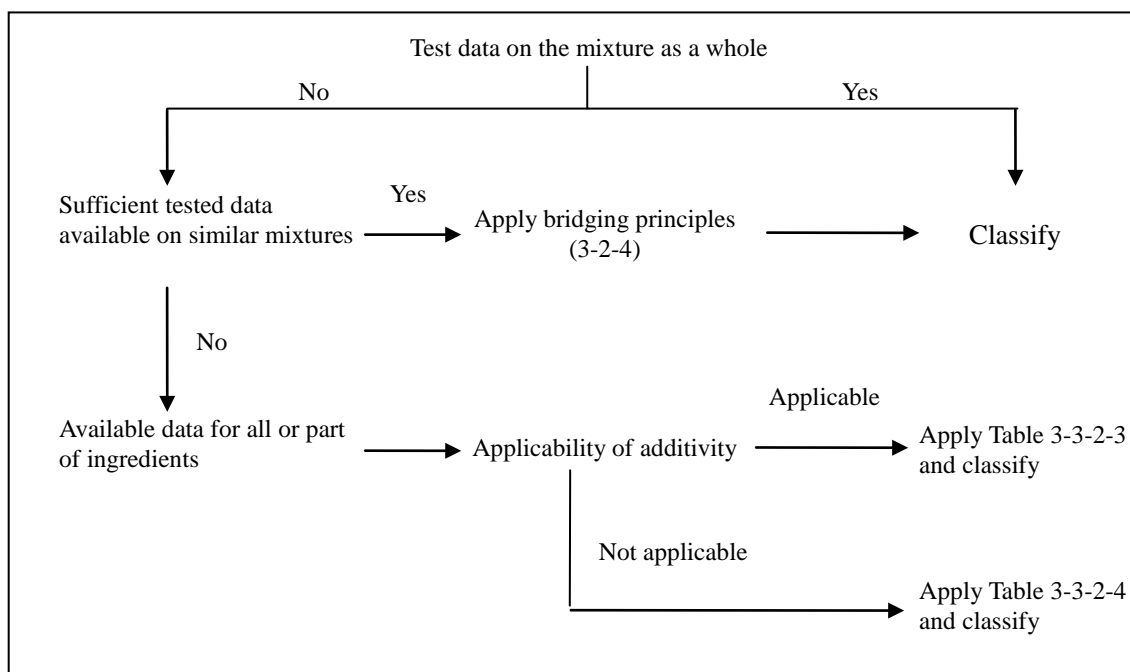 Test data on the mixture as a whole
No
Yes
Sufficient tested data
available on similar mixtures
Yes
Apply bridging principles
(3-2-4)
Classify
No
Available data for all or part
of ingredients
Applicability of additivity
Applicable
Apply Table 3-3-2-3
and classify
Not applicable
Apply Table 3-3-2-4
and classify